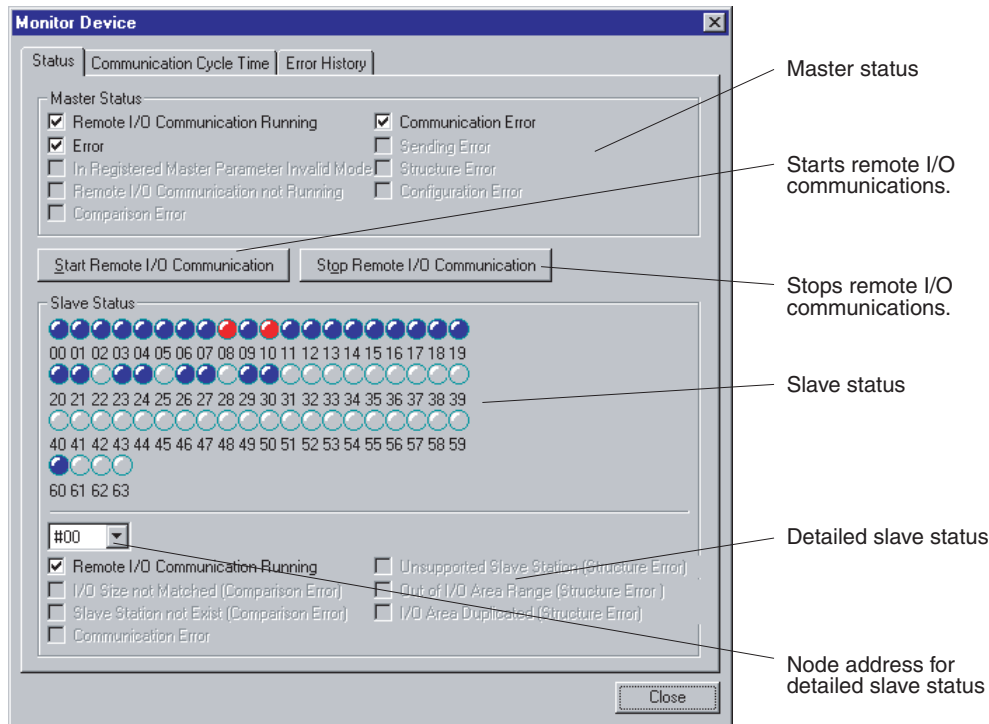 Monitor Device
Status Communication Cycle Time Error History
Master Status
Remote I/O Communication Running
Communication Error
Error
Sending Error
In Registered Master Parameter Invalid Mode
Structure Error
Remote I/O Communication not Running
Configuration Error
Comparison Error
Start Remote I/O Communication
Stop Remote I/O Communication
Slave Status
00 01 02 03 04 05 06 07 08 09 10 11 12 13 14 15 16 17 18 19
20 21 22 23 24 25 26 27 28 29 30 31 32 33 34 35 36 37 38 39
40 41 42 43 44 45 46 47 48 49 50 51 52 53 54 55 56 57 58 59
60 61 62 63
#00
Remote I/O Communication Running
Unsupported Slave Station (Structure Error)
I/O Size not Matched (Comparison Error)
Out of I/O Area Range (Structure Error )
Slave Station not Exist (Comparison Error)
I/O Area Duplicated (Structure Error)
Communication Error
Close
Master status
Starts remote I/O
communications.
Stops remote I/O
communications.
Slave status
Detailed slave status
Node address for
detailed slave status